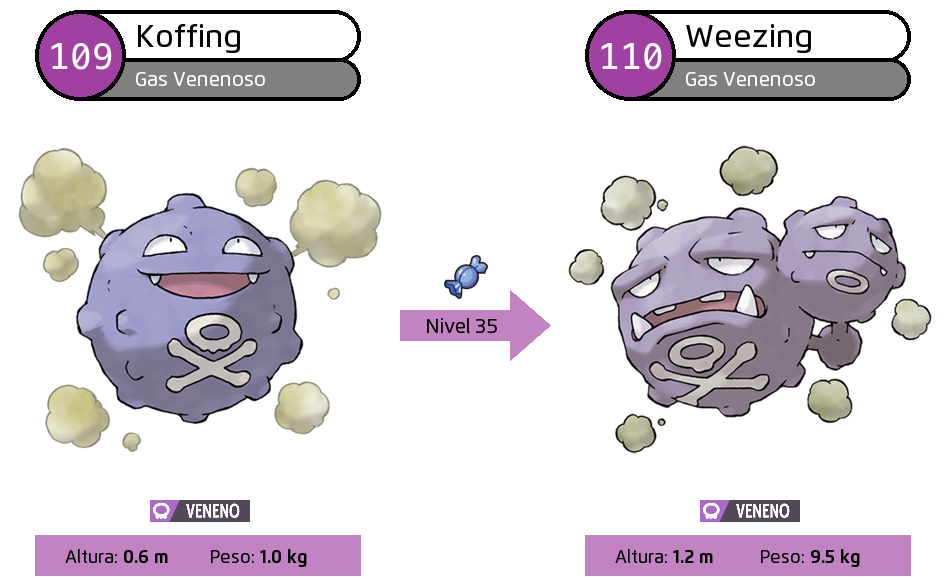 109
Koffing
Gas Venenoso
110
Weezing
Gas Venenoso
Nivel 35
VENENO
VENENO
Altura: 0.6 m Peso: 1.0 kg
Altura: 1.2 m Peso: 9.5 kg